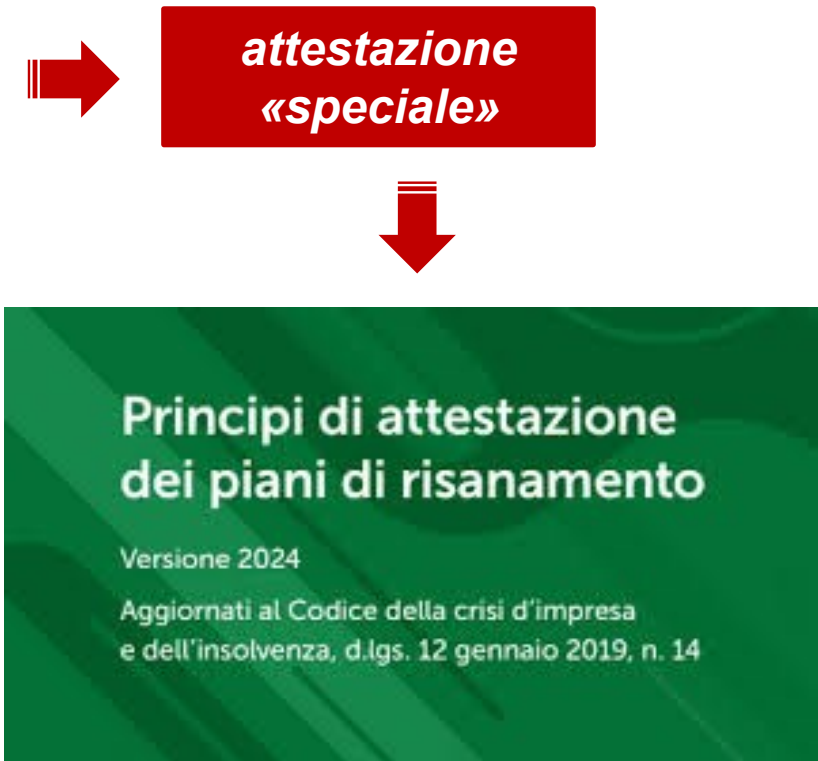 attestazione
«speciale»
Principi di attestazione
dei piani di risanamento
Versione 2024
Aggiornati al Codice della crisi d'impresa
e dell'insolvenza, d.lgs. 12 gennaio 2019, n. 14